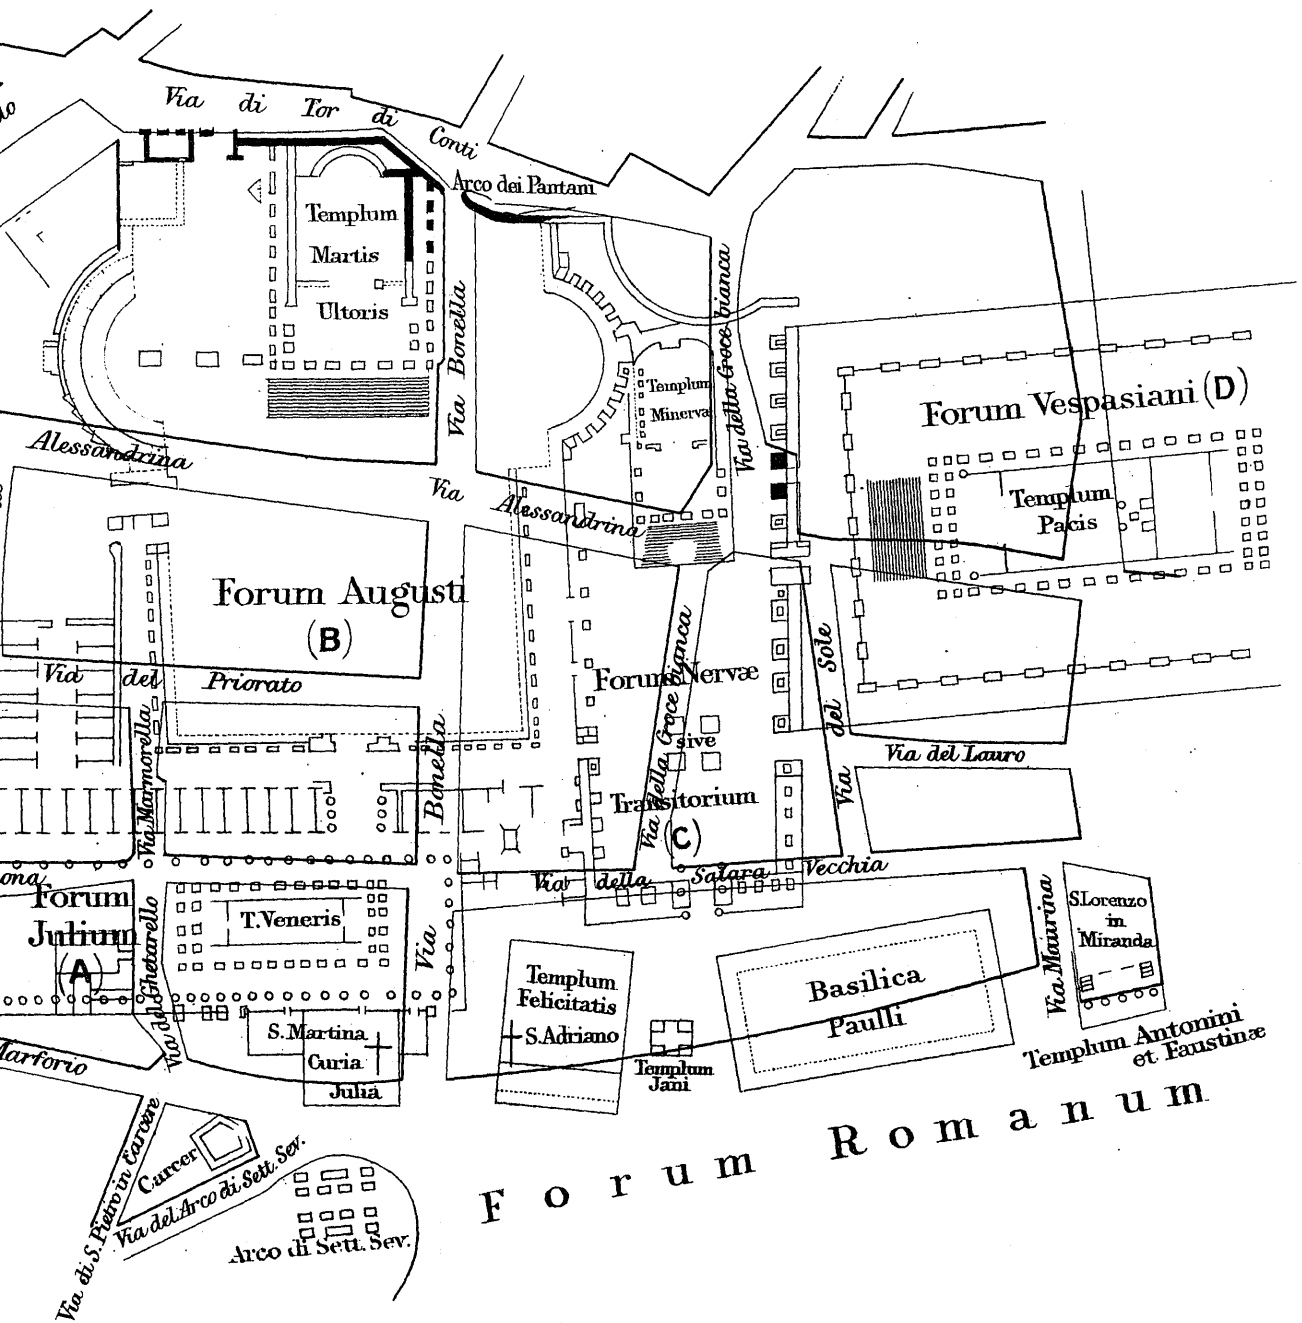 Via di Tor di Conti
Arco dei Pantani
Templum
Martis
Ultoris
Via Bonella
Templum
Minerva
Via della Croce bianca
Forum Vespasiani (D)
Templum
Pacis
Alessandrina
Via Alessandrina
Forum Augusti
(B)
Via del Priorato
Forum Nervæ
sive
Transitorium
(C)
Via della Croce bianca
Via del Sole
Via del Lauro
Via Marmorella
Bonella
Via
ona
Via della Salara Vecchia
Forum
Julium
(A)
Via del Ghetarello
T. Veneris
Templum
Felicitatis
S. Adriano
Basilica
Paulli
Via Maurina
S. Lorenzo
in
Miranda
Templum Antonini
et Faustinæ
S. Martina
Curia
Julia
Templum
Jani
Marforio
Via di S. Pietro in Carcere
Curcer
Via del Arco di Sett. Sev.
Arco di Sett. Sev.
Forum Romanum